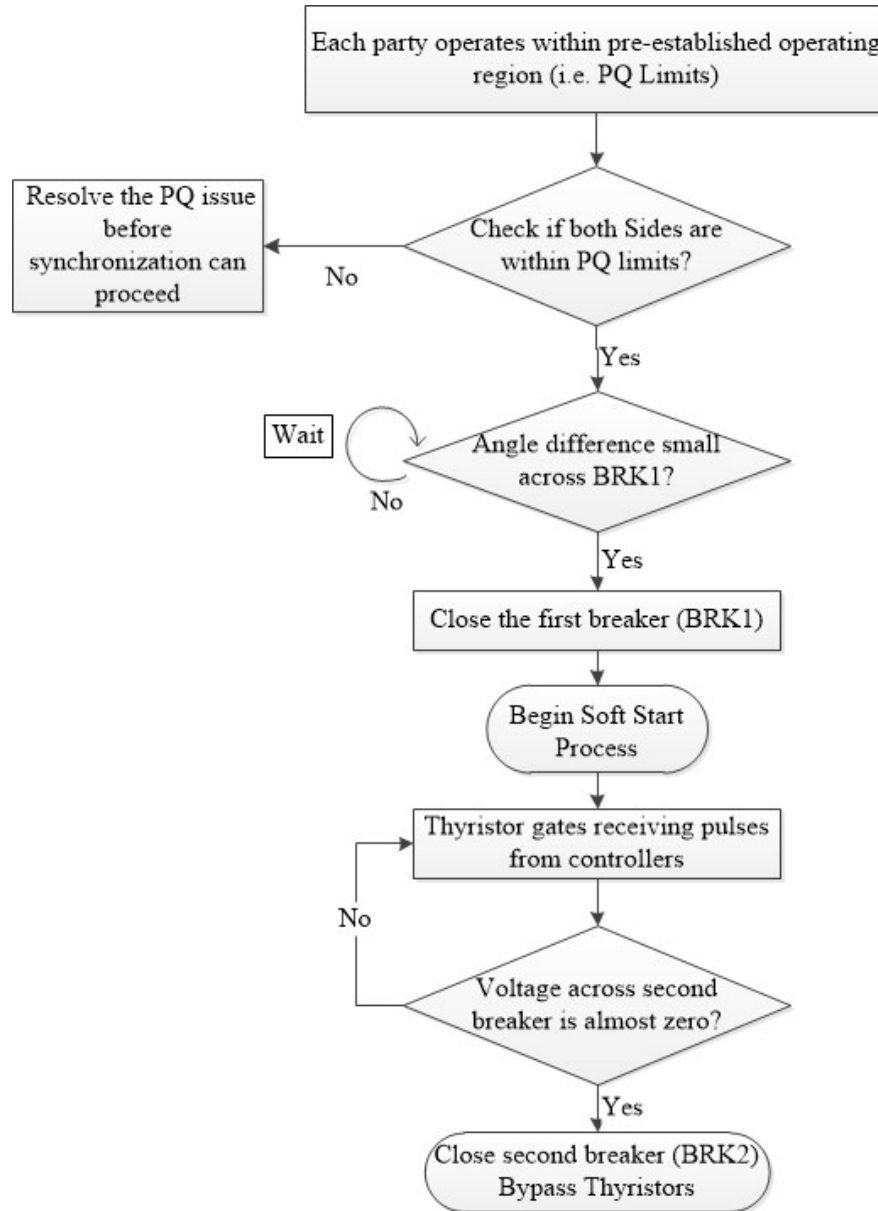 Each party operates within pre-established operating
region (i.e. PQ Limits)
Resolve the PQ issue
before
synchronization can
proceed
No
Check if both Sides are
within PQ limits?
Yes
Wait
No
Angle difference small
across BRK1?
Yes
Close the first breaker (BRK1)
Begin Soft Start
Process
Thyristor gates receiving pulses
from controllers
No
Voltage across second
breaker is almost zero?
Yes
Close second breaker (BRK2)
Bypass Thyristors